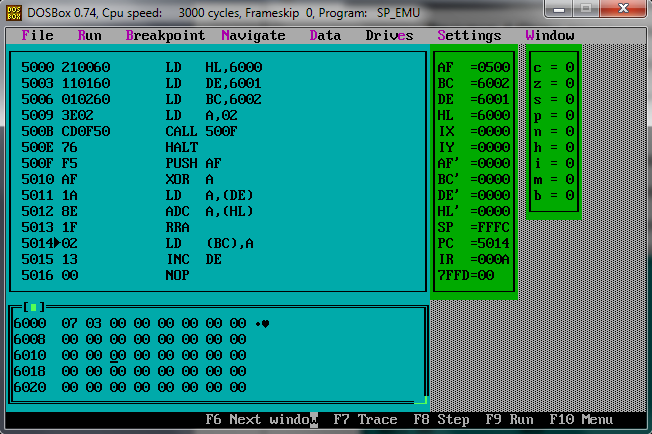 DOSBox 0.74, Cpu speed: 3000 cycles, Frameskip 0, Program: SP_EMU
File Run Breakpoint Navigate Data Drives Settings Window
5000 210060 LD HL,6000
5003 110160 LD DE,6001
5006 010260 LD BC,6002
5009 3E02 LD A,02
500B CD0F50 CALL 500F
500E 76 HALT
500F F5 PUSH AF
5010 AF XOR A
5011 1A LD A,(DE)
5012 8E ADC A,(HL)
5013 1F RRA
5014►02 LD (BC),A
5015 13 INC DE
5016 00 NOP
AF =0500
BC =6002
DE =6001
HL =6000
IX =0000
IY =0000
AF' =0000
BC' =0000
DE' =0000
HL' =0000
SP =FFFC
PC =5014
IR =000A
7FFD=00
c = 0
z = 0
s = 0
p = 0
n = 0
h = 0
i = 0
m = 0
b = 0
6000 07 03 00 00 00 00 00 00 •♥
6008 00 00 00 00 00 00 00 00
6010 00 00 00 00 00 00 00 00
6018 00 00 00 00 00 00 00 00
6020 00 00 00 00 00 00 00 00
F6 Next window F7 Trace F8 Step F9 Run F10 Menu